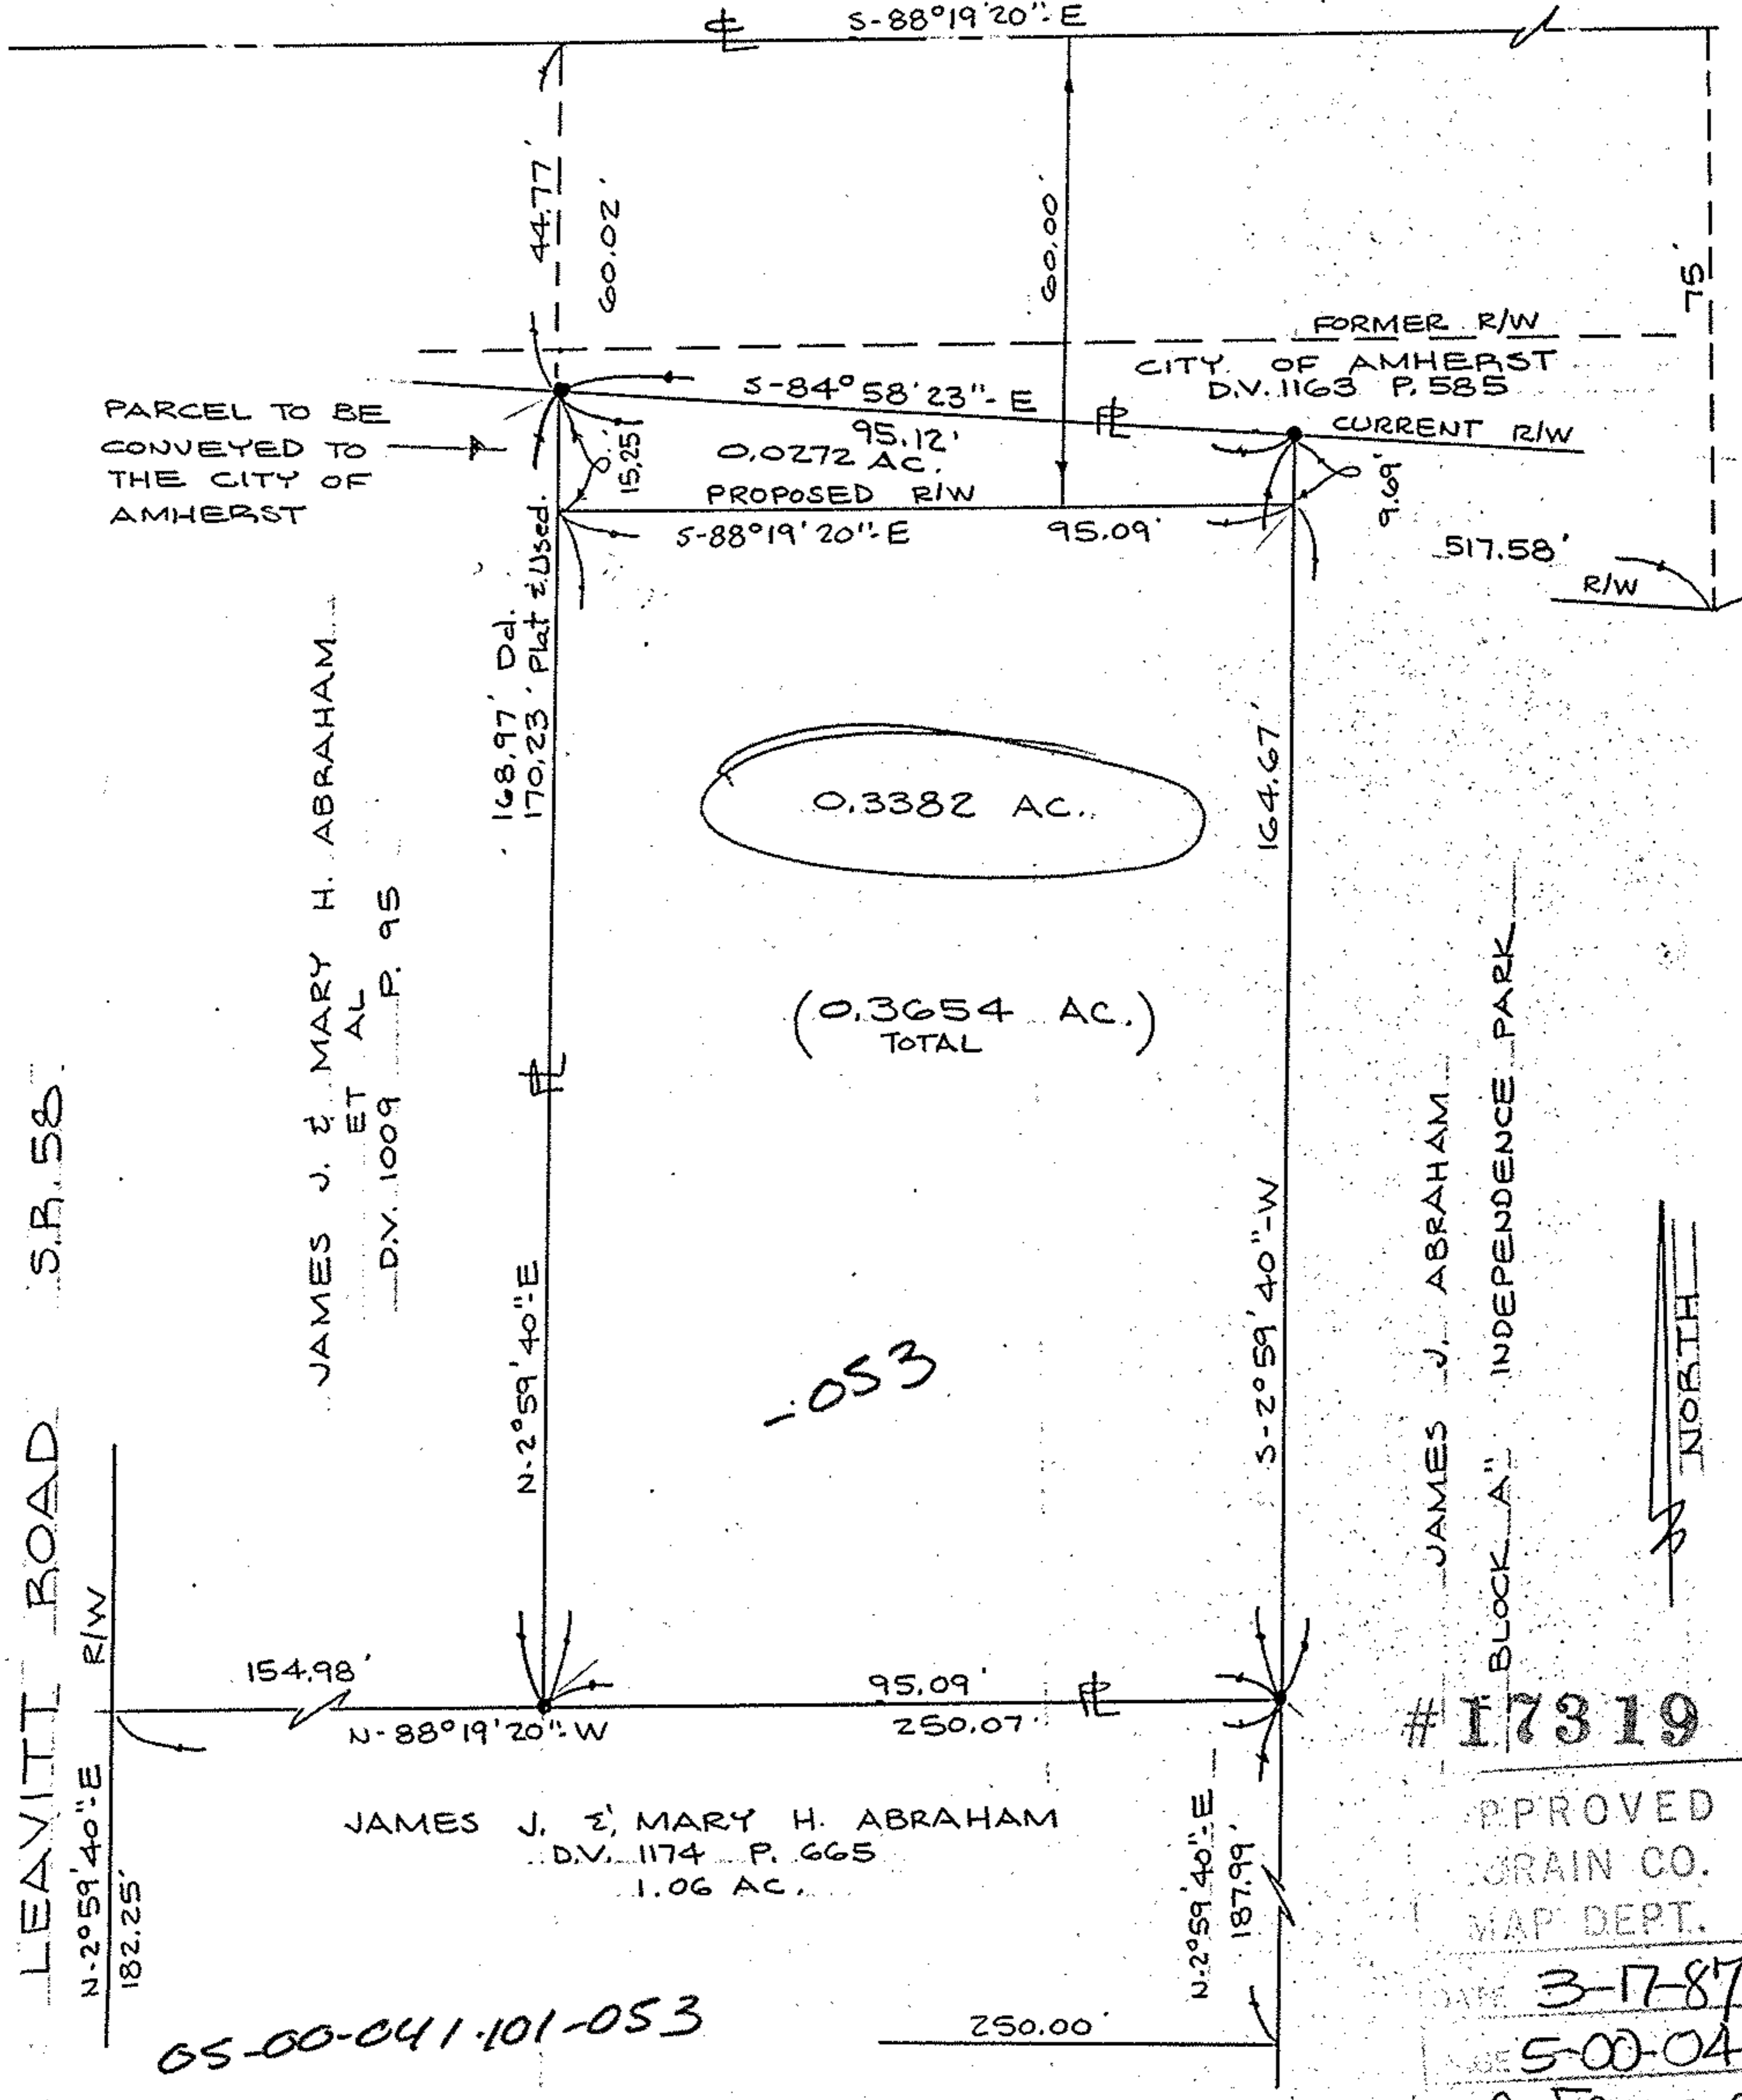 ℄ S-88°19'20"-E
44.77'
60.02'
60.00'
75'
FORMER R/W
CITY OF AMHERST
D.V. 1163 P. 585
CURRENT R/W
S-84°58'23"-E
95.12'
℄
PARCEL TO BE
CONVEYED TO
THE CITY OF
AMHERST
0.0272 AC.
PROPOSED R/W
15.25'
9.69'
S-88°19'20"-E 95.09'
517.58'
R/W
168.97' Dd.
170.23' Plat & Used
JAMES J. & MARY H. ABRAHAM
ET AL
D.V. 1009 P. 95
0.3382 AC.
164.67'
(0.3654 AC.)
TOTAL
N-2°59'40"-E
-053
S-2°59'40"-W
JAMES J. ABRAHAM
BLOCK "A" INDEPENDENCE PARK
NORTH
LEAVITT ROAD S.R. 58
R/W
154.98'
N-88°19'20"-W
95.09'
250.07'
#17319
N-2°59'40"-E
182.25'
JAMES J. & MARY H. ABRAHAM
D.V. 1174 P. 665
1.06 AC.
N-2°59'40"-E
187.99'
PPROVED
RAIN CO.
MAP DEPT.
DATE 3-17-87
5-00-04
05-00-041-101-053
250.00'